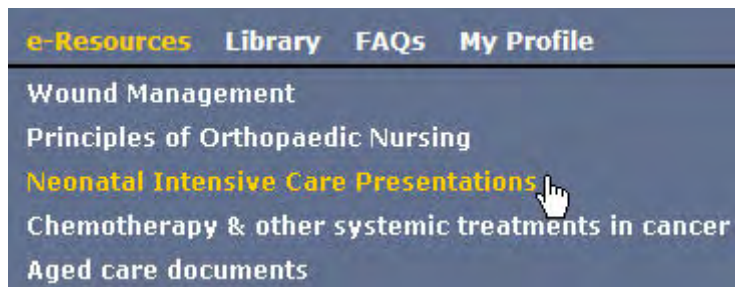 e-Resources Library FAQs My Profile
Wound Management
Principles of Orthopaedic Nursing
Neonatal Intensive Care Presentations
Chemotherapy & other systemic treatments in cancer
Aged care documents